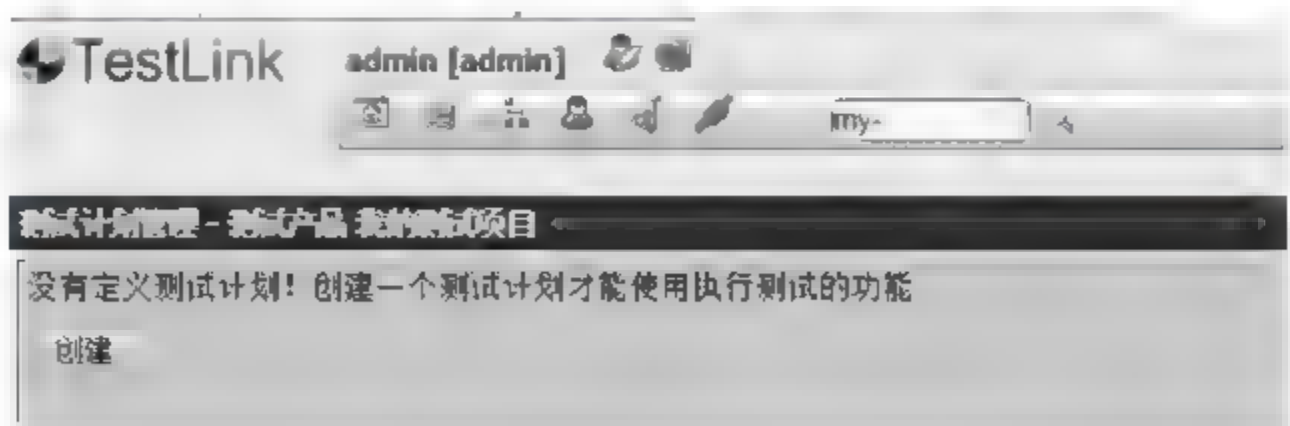 TestLink admin [admin]
my-
测试计划管理 - 测试产品 我的测试项目
没有定义测试计划！创建一个测试计划才能使用执行测试的功能
创建